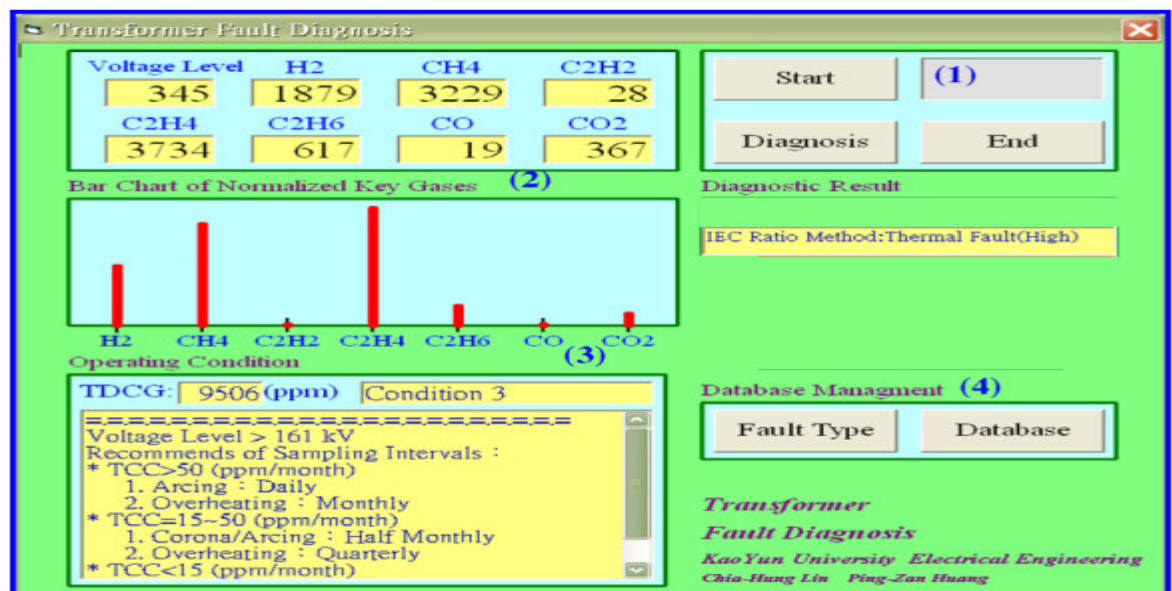 Transformer Fault Diagnosis
Voltage Level H2 CH4 C2H2
345 1879 3229 28
C2H4 C2H6 CO CO2
3734 617 19 367
Start (1)
Diagnosis End
Bar Chart of Normalized Key Gases (2)
H2 CH4 C2H2 C2H4 C2H6 CO CO2
Diagnostic Result
IEC Ratio Method:Thermal Fault(High)
Operating Condition (3)
TDCG: 9506 (ppm) Condition 3
=========================
Voltage Level > 161 kV
Recommends of Sampling Intervals :
* TCC>50 (ppm/month)
1. Arcing : Daily
2. Overheating : Monthly
* TCC=15~50 (ppm/month)
1. Corona/Arcing : Half Monthly
2. Overheating : Quarterly
* TCC<15 (ppm/month)
Database Managment (4)
Fault Type Database
Transformer
Fault Diagnosis
KaoYun University Electrical Engineering
Chia-Hung Lin Ping-Zan Huang